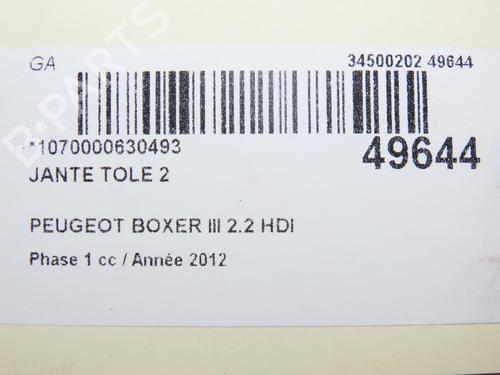 GA
34500202 49644
*1070000630493
49644
JANTE TOLE 2
PEUGEOT BOXER III 2.2 HDI
Phase 1 cc / Année 2012
B-PARTS